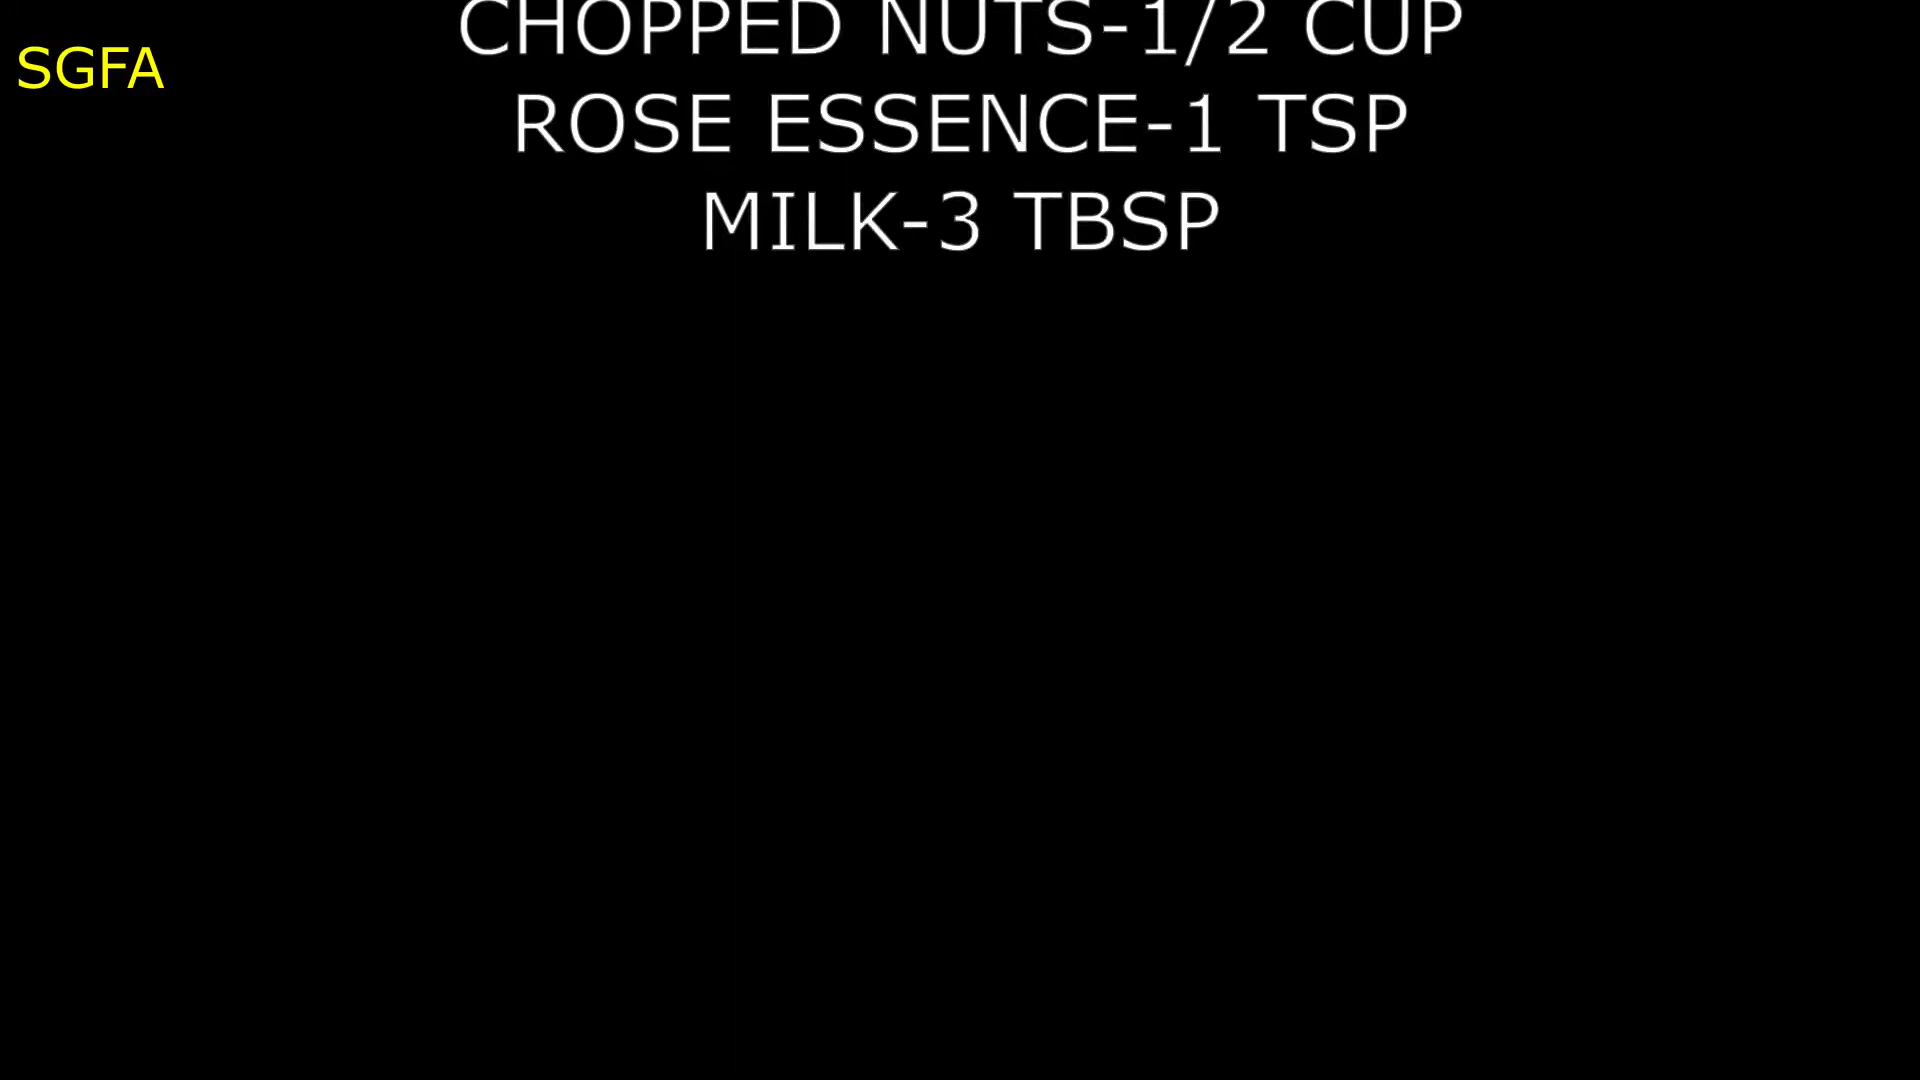 CHOPPED NUTS-1/2 CUP
SGFA
ROSE ESSENCE-1 TSP
MILK-3 TBSP